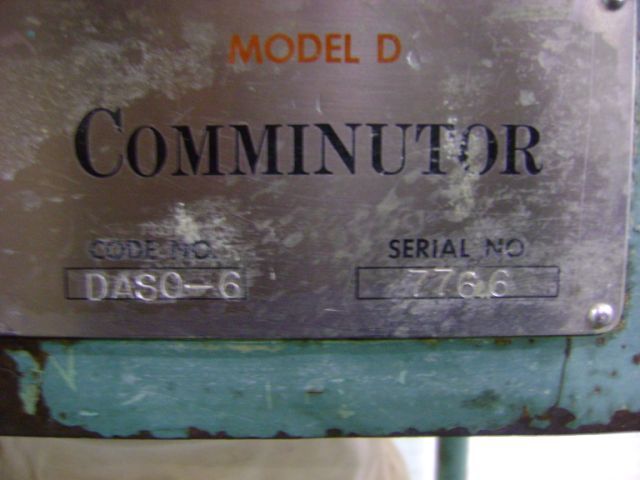 MODEL D
COMMINUTOR
CODE NO. SERIAL NO
DASO-6 7766